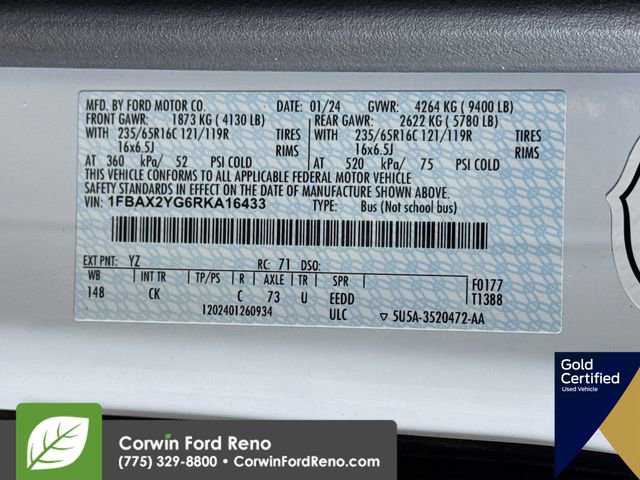 MFD. BY FORD MOTOR CO. DATE: 01/24 GVWR: 4264 KG ( 9400 LB)
FRONT GAWR: 1873 KG ( 4130 LB) REAR GAWR: 2622 KG ( 5780 LB)
WITH 235/65R16C 121/119R TIRES WITH 235/65R16C 121/119R TIRES
16x6.5J RIMS 16x6.5J RIMS
AT 360 kPa/ 52 PSI COLD AT 520 kPa/ 75 PSI COLD
THIS VEHICLE CONFORMS TO ALL APPLICABLE FEDERAL MOTOR VEHICLE
SAFETY STANDARDS IN EFFECT ON THE DATE OF MANUFACTURE SHOWN ABOVE.
VIN: 1FBAX2YG6RKA16433 TYPE: Bus (Not school bus)
EXT PNT: YZ RC: 71 DSO:
WB INT TR TP/PS R AXLE TR SPR F0177
148 CK C 73 U EEDD T1388
1202401260934 ULC ▽ 5U5A-3520472-AA
Gold
Certified
Used Vehicle
Corwin Ford Reno
(775) 329-8800 • CorwinFordReno.com